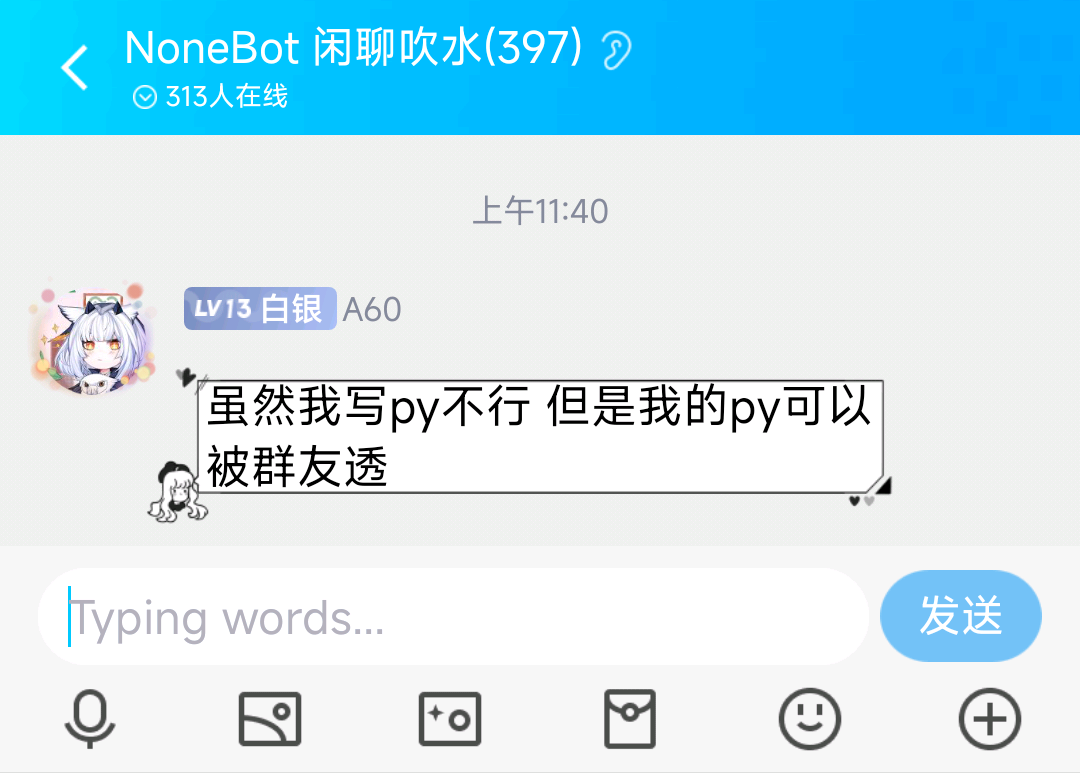 NoneBot 闲聊吹水(397)
313人在线
上午11:40
LV13 白银 A60
虽然我写py不行 但是我的py可以
被群友透
Typing words...
发送